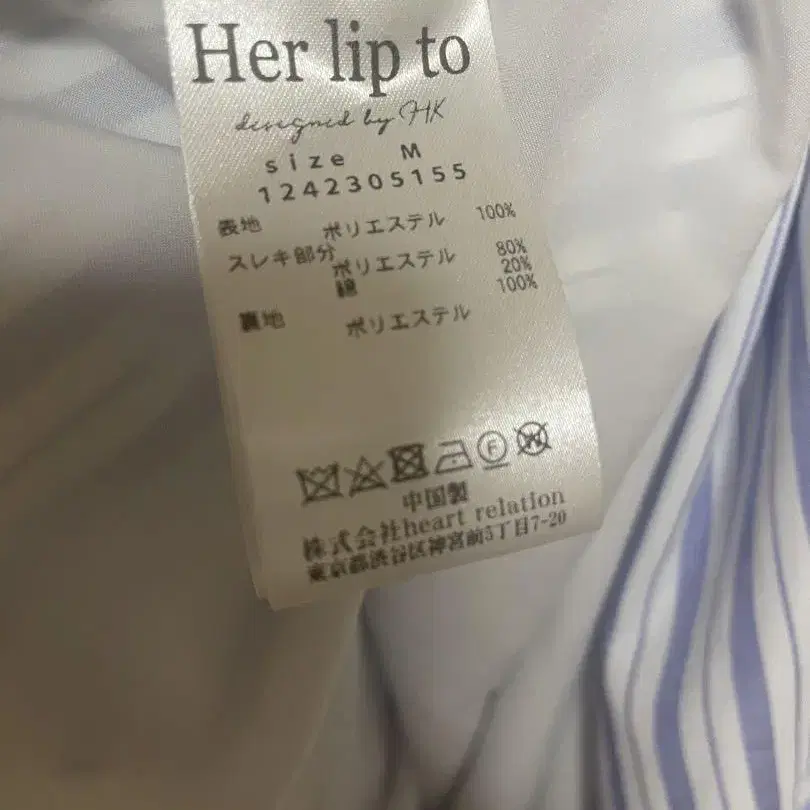 Her lip to
designed by HK
size M
1242305155
表地 ポリエステル 100%
スレキ部分 ポリエステル 80%
綿 20%
裏地 ポリエステル 100%
F
W
中国製
株式会社heart relation
東京都渋谷区神宮前5丁目7-20